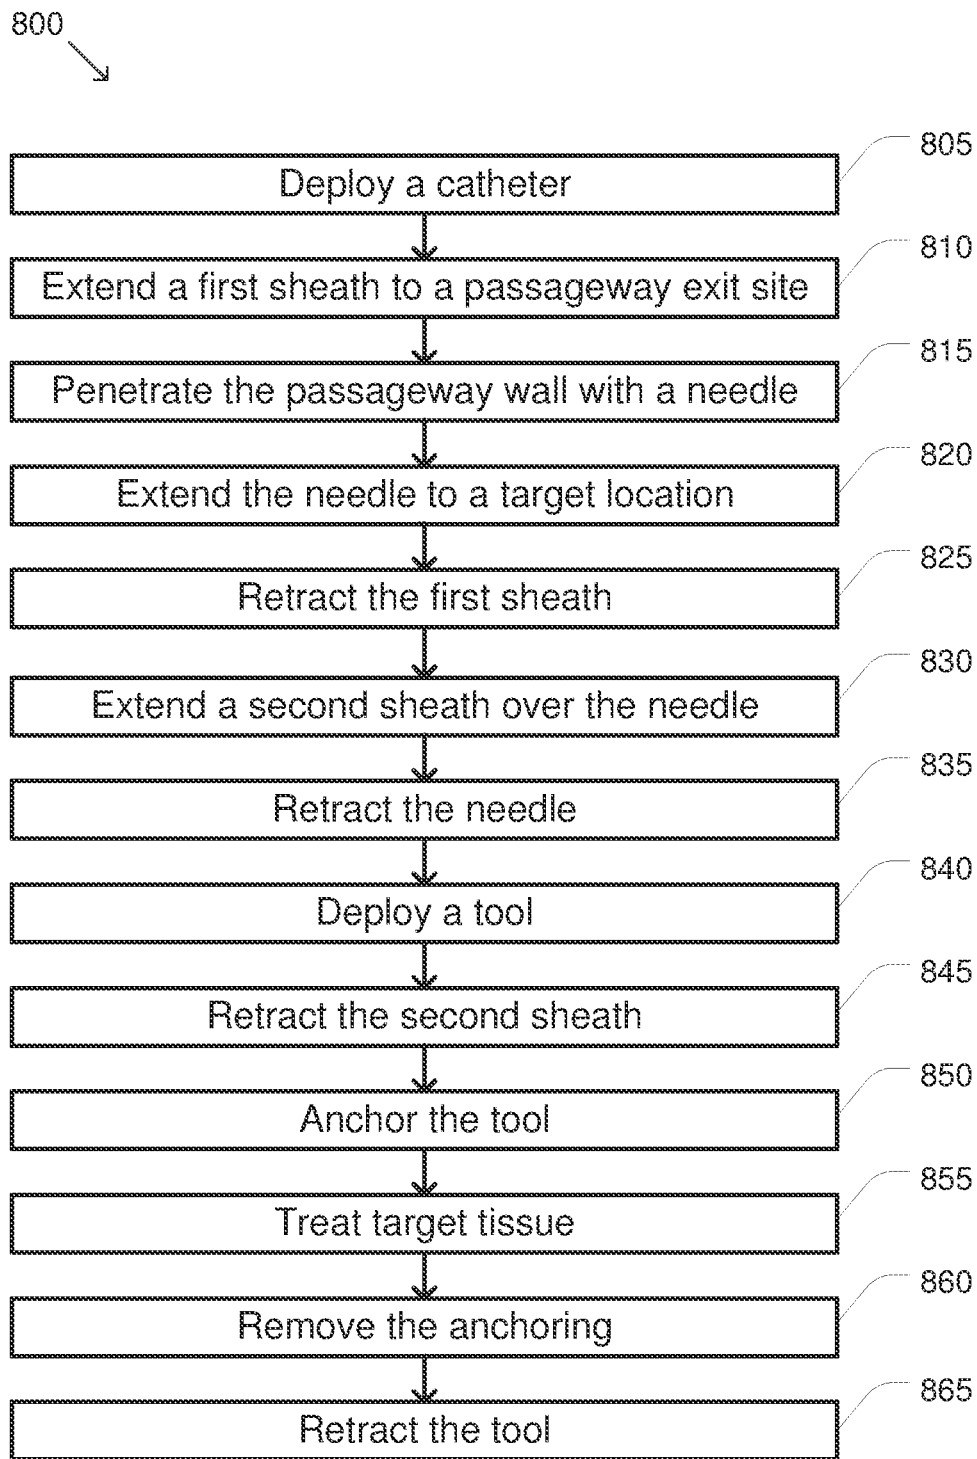 800
805
Deploy a catheter
810
Extend a first sheath to a passageway exit site
815
Penetrate the passageway wall with a needle
820
Extend the needle to a target location
825
Retract the first sheath
830
Extend a second sheath over the needle
835
Retract the needle
840
Deploy a tool
845
Retract the second sheath
850
Anchor the tool
855
Treat target tissue
860
Remove the anchoring
865
Retract the tool